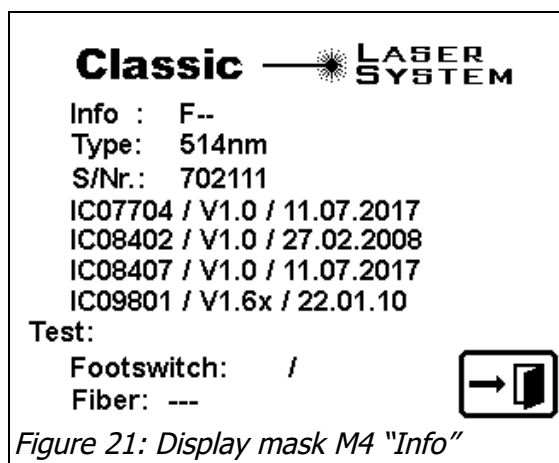 Classic LASER SYSTEM
Info : F--
Type: 514nm
S/Nr.: 702111
IC07704 / V1.0 / 11.07.2017
IC08402 / V1.0 / 27.02.2008
IC08407 / V1.0 / 11.07.2017
IC09801 / V1.6x / 22.01.10
Test:
Footswitch: /
Fiber: ---
Figure 21: Display mask M4 “Info”